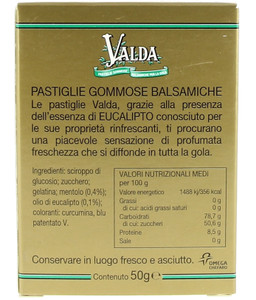 VALDA
PASTIGLIE GOMMOSE BALSAMICHE
Le pastiglie Valda, grazie alla presenza
dell'essenza di EUCALIPTO conosciuto per
le sue proprietà rinfrescanti, ti procurano
una piacevole sensazione di profumata
freschezza che si diffonde in tutta la gola.
Ingredienti: sciroppo di
glucosio; zucchero;
gelatina; mentolo (0.4%);
olio di eucalipto (0,1%);
coloranti: curcumina, blu
patentato V.
VALORI NUTRIZIONALI MEDI
per 100 g
Valore energetico 1488 kj/356 kcal
Grassi 0 g
di cui: acidi grassi saturi 0 g
Carboidrati 78,7 g
di cui zuccheri 50,6 g
Proteine 8,5 g
Sale 0 g
Conservare in luogo fresco e asciutto.
OMEGA
Contenuto 50g e